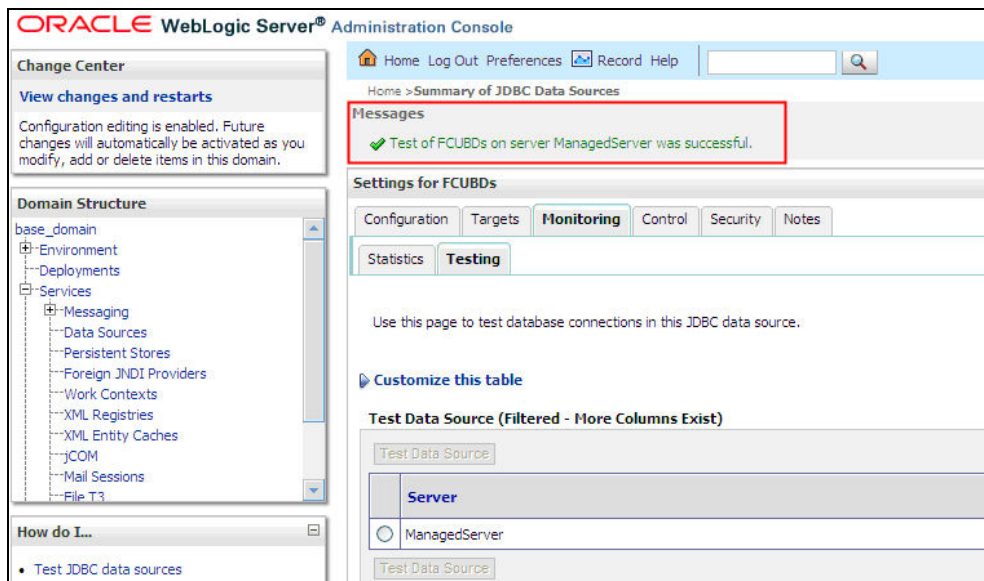 ORACLE WebLogic Server® Administration Console
Change Center
View changes and restarts
Configuration editing is enabled. Future
changes will automatically be activated as you
modify, add or delete items in this domain.
Domain Structure
base_domain
Environment
Deployments
Services
Messaging
Data Sources
Persistent Stores
Foreign JNDI Providers
Work Contexts
XML Registries
XML Entity Caches
jCOM
Mail Sessions
File T3
How do I...
Test JDBC data sources
Home Log Out Preferences Record Help
Home >Summary of JDBC Data Sources
Messages
Test of FCUBDs on server ManagedServer was successful.
Settings for FCUBDs
Configuration Targets Monitoring Control Security Notes
Statistics Testing
Use this page to test database connections in this JDBC data source.
Customize this table
Test Data Source (Filtered - More Columns Exist)
Test Data Source
Server
ManagedServer
Test Data Source